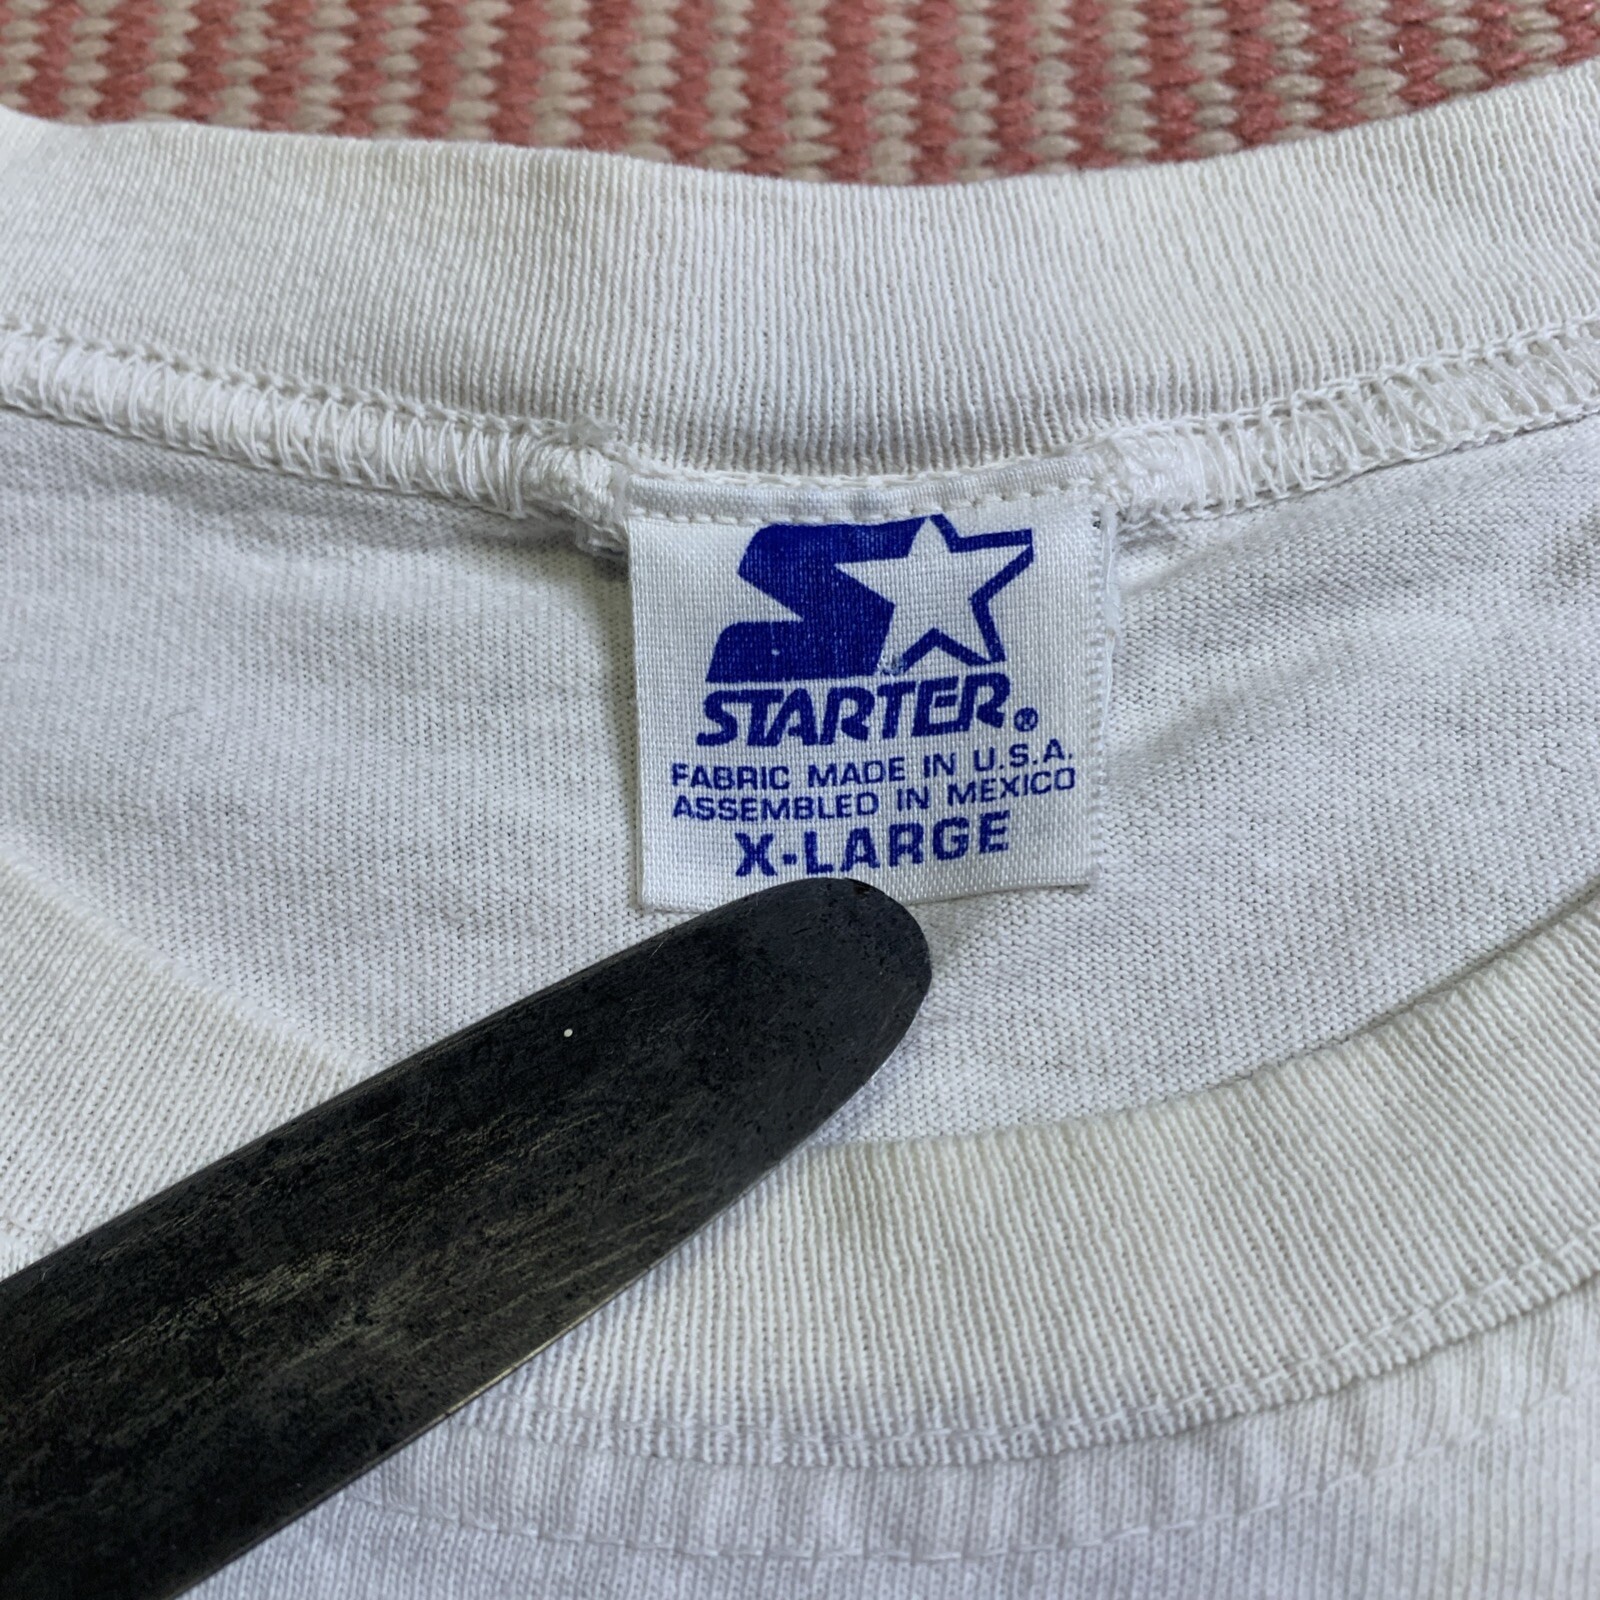 STARTER®
FABRIC MADE IN U.S.A.
ASSEMBLED IN MEXICO
X-LARGE